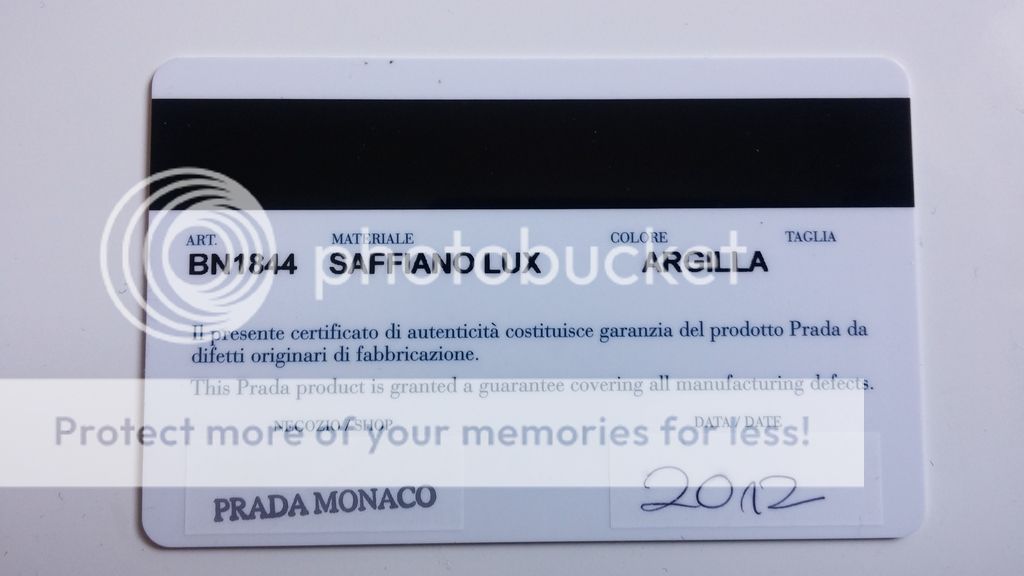 ART. MATERIALE COLORE TAGLIA
BN1844 SAFFIANO LUX ARGILLA
photobucket
Il presente certificato di autenticità costituisce garanzia del prodotto Prada da
difetti originari di fabbricazione.
This Prada product is granted a guarantee covering all manufacturing defects.
NEGOZIO / SHOP DATA / DATE
Protect more of your memories for less!
PRADA MONACO 2012